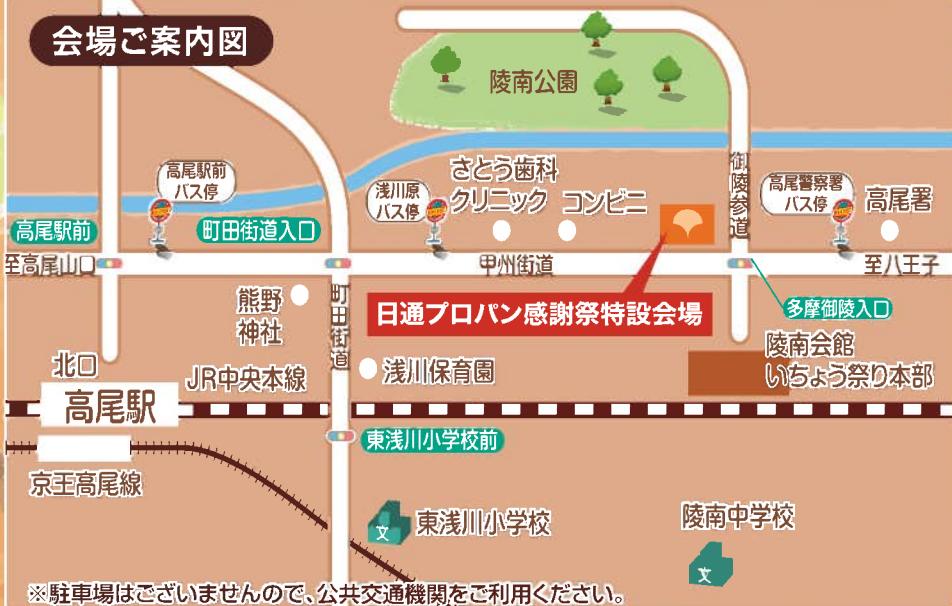 会場ご案内図
陵南公園
高尾駅前
バス停
浅川原
バス停
さとう歯科
クリニック
コンビニ
御陵参道
高尾警察署
バス停
高尾署
高尾駅前
町田街道入口
至高尾山口
甲州街道
至八王子
熊野
神社
町田街道
日通プロパン感謝祭特設会場
多摩御陵入口
陵南会館
いちょう祭り本部
北口
JR中央本線
浅川保育園
高尾駅
東浅川小学校前
京王高尾線
文
東浅川小学校
陵南中学校
文
※駐車場はございませんので、公共交通機関をご利用ください。